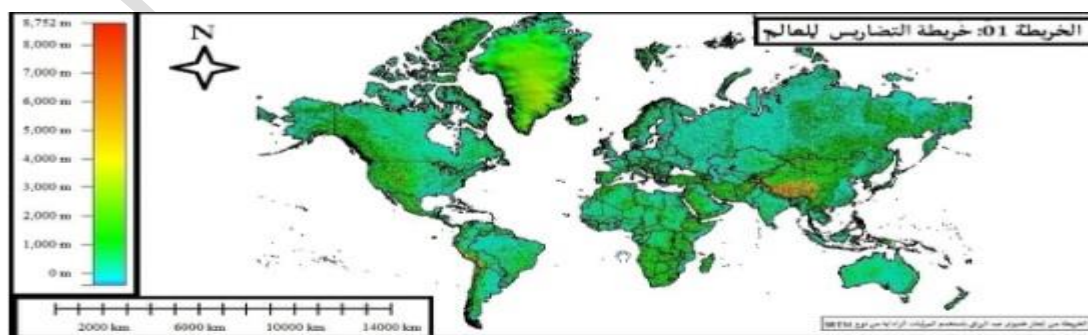 الخريطة 01: خريطة التضاريس للعالم
N
8,752 m
8,000 m
7,000 m
6,000 m
5,000 m
4,000 m
3,000 m
2,000 m
1,000 m
0 m
2000 km
6000 km
10000 km
14000 km